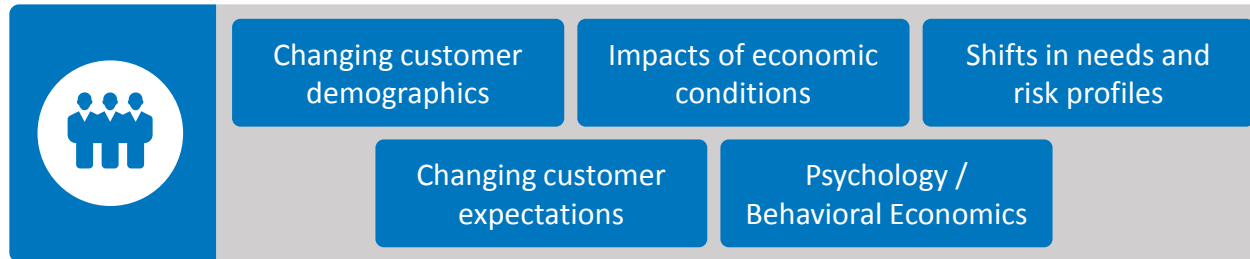 Changing customer
demographics
Impacts of economic
conditions
Shifts in needs and
risk profiles
Changing customer
expectations
Psychology /
Behavioral Economics